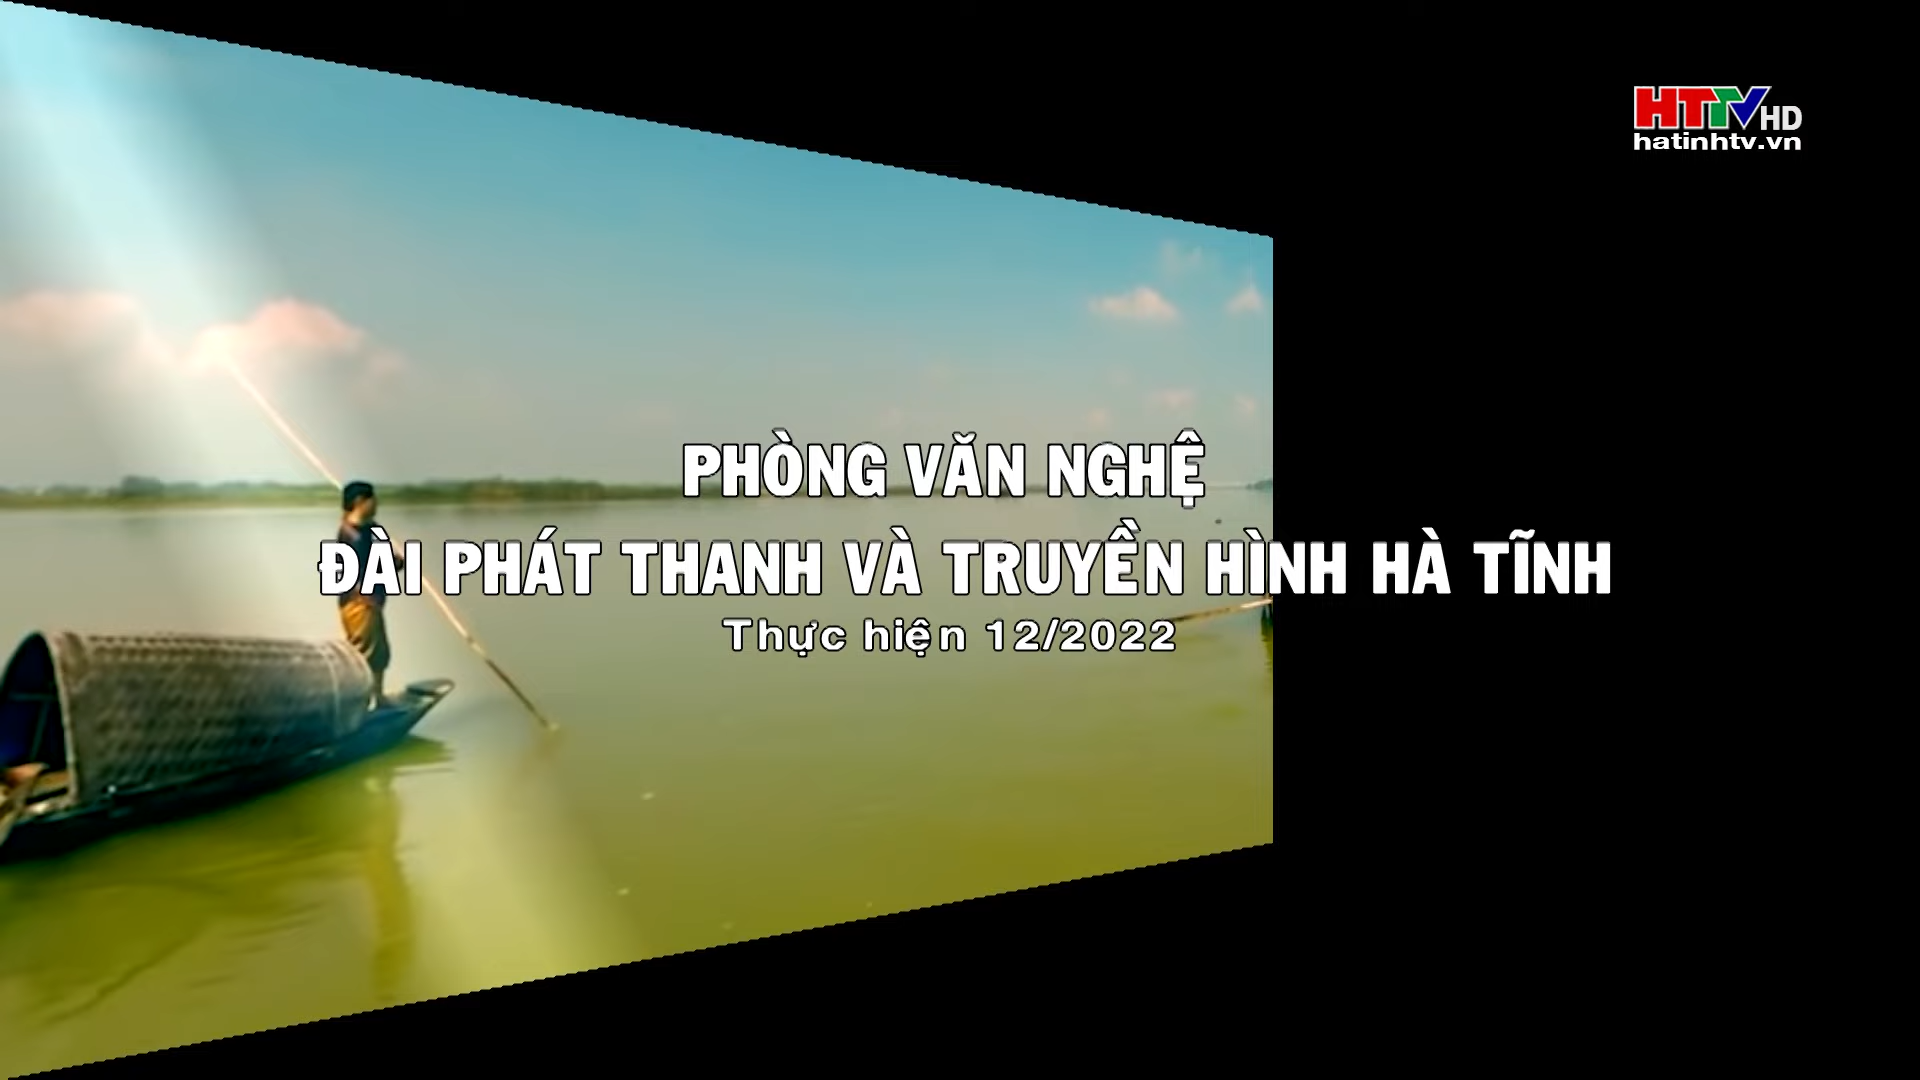 HTTV HD
hatinhtv.vn
PHÒNG VĂN NGHỆ
ĐÀI PHÁT THANH VÀ TRUYỀN HÌNH HÀ TĨNH
Thực hiện 12/2022